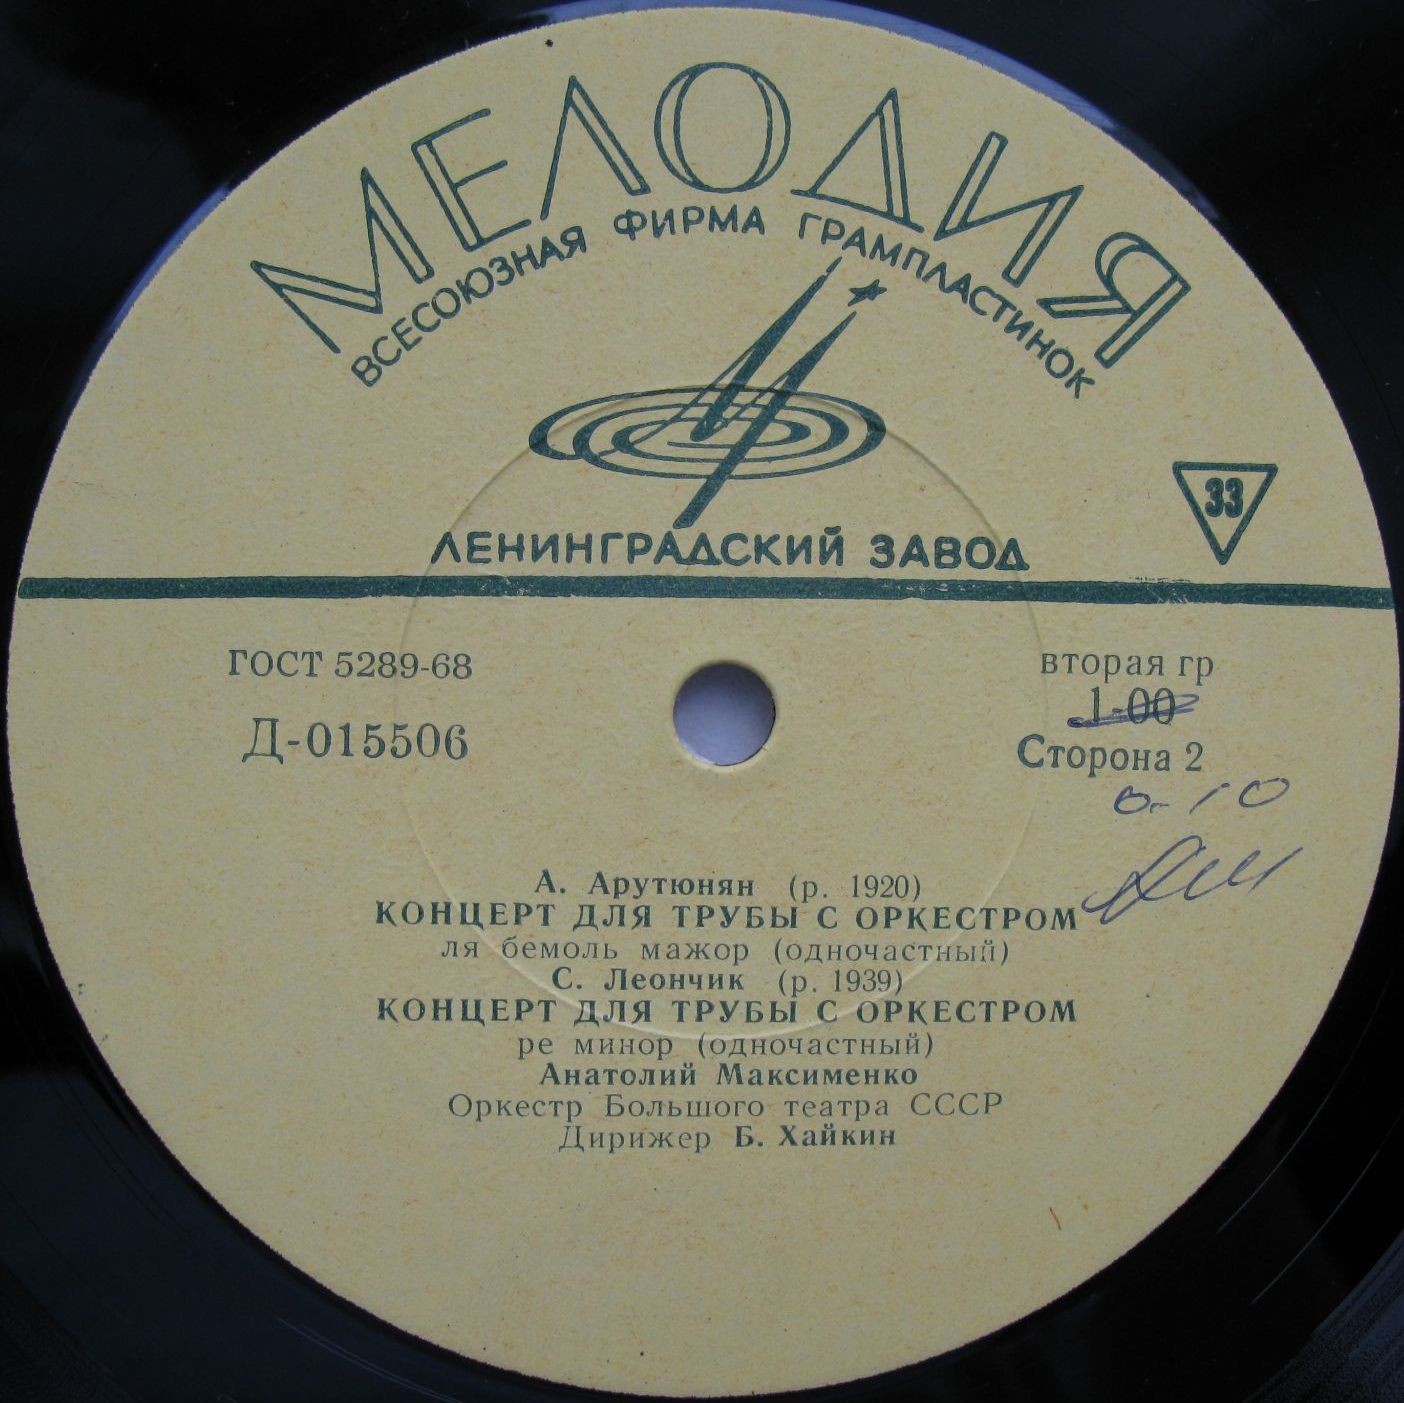 МЕЛОДИЯ
ВСЕСОЮЗНАЯ ФИРМА ГРАМПЛАСТИНОК
33
ЛЕНИНГРАДСКИЙ ЗАВОД
ГОСТ 5289-68
вторая гр
1-00
Д-015506
Сторона 2
0-10
А. Арутюнян (р. 1920)
КОНЦЕРТ ДЛЯ ТРУБЫ С ОРКЕСТРОМ
ля бемоль мажор (одночастный)
С. Леончик (р. 1939)
КОНЦЕРТ ДЛЯ ТРУБЫ С ОРКЕСТРОМ
ре минор (одночастный)
Анатолий Максименко
Оркестр Большого театра СССР
Дирижер Б. Хайкин